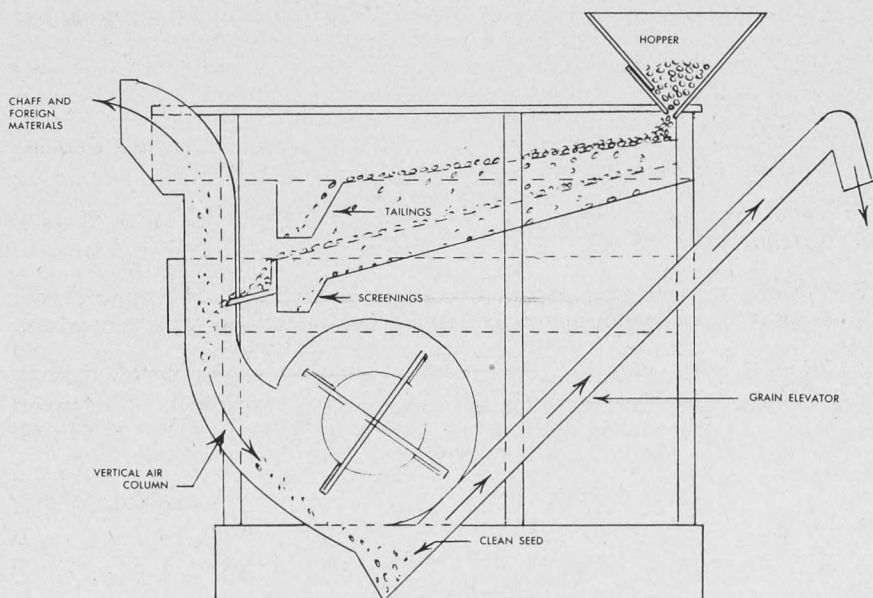 HOPPER
CHAFF AND
FOREIGN
MATERIALS
TAILINGS
SCREENINGS
GRAIN ELEVATOR
VERTICAL AIR
COLUMN
CLEAN SEED